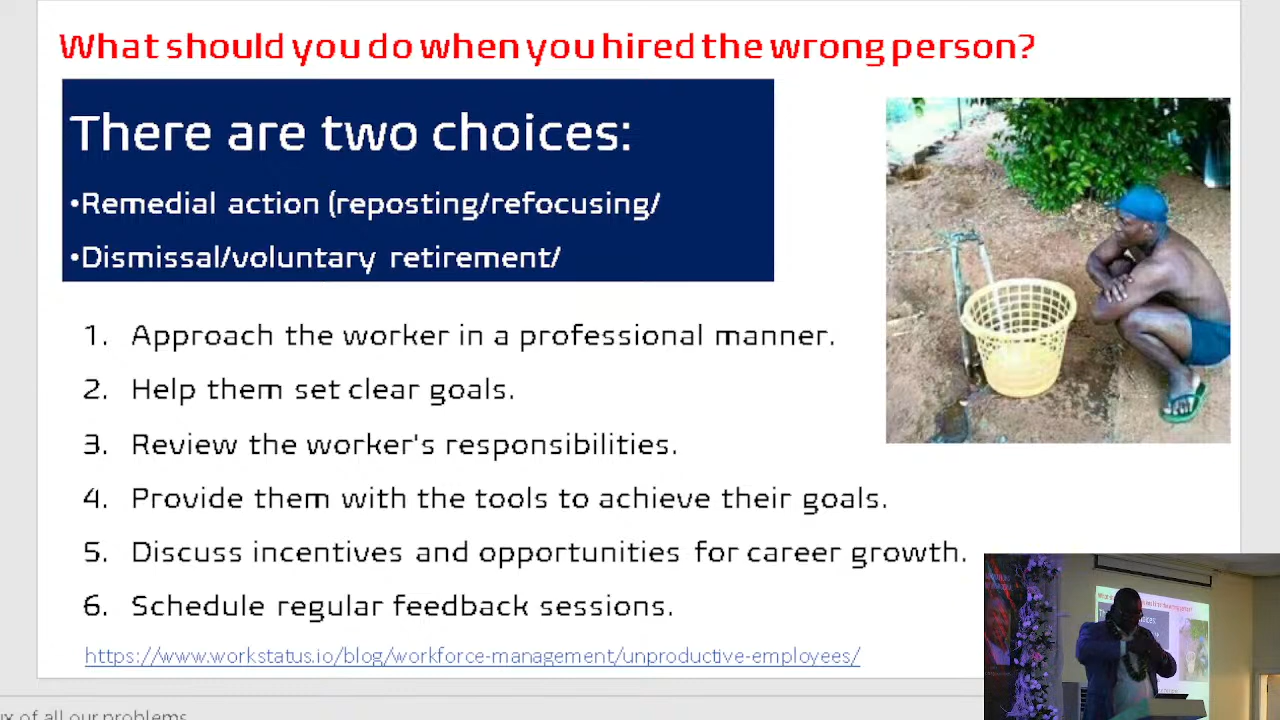 What should you do when you hired the wrong person?
There are two choices:
•Remedial action (reposting/refocusing/
•Dismissal/voluntary retirement/
1. Approach the worker in a professional manner.
2. Help them set clear goals.
3. Review the worker's responsibilities.
4. Provide them with the tools to achieve their goals.
5. Discuss incentives and opportunities for career growth.
6. Schedule regular feedback sessions.
https://www.workstatus.io/blog/workforce-management/unproductive-employees/
of all our problems